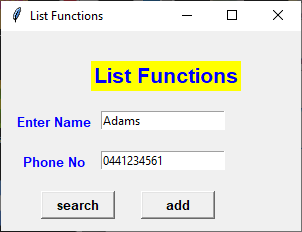 List Functions
List Functions
Enter Name Adams
Phone No 0441234561
search add